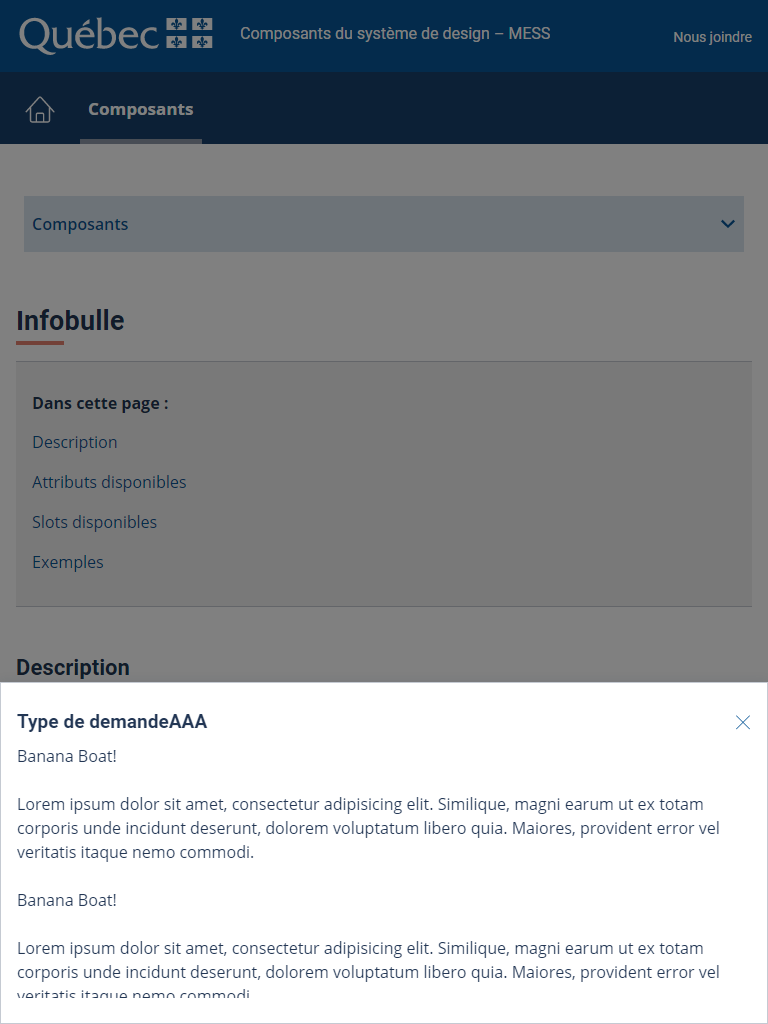 Québec
Composants du système de design – MESS
Nous joindre
Composants
Composants
Infobulle
Dans cette page :
Description
Attributs disponibles
Slots disponibles
Exemples
Description
Type de demandeAAA
Banana Boat!
Lorem ipsum dolor sit amet, consectetur adipisicing elit. Similique, magni earum ut ex totam
corporis unde incidunt deserunt, dolorem voluptatum libero quia. Maiores, provident error vel
veritatis itaque nemo commodi.
Banana Boat!
Lorem ipsum dolor sit amet, consectetur adipisicing elit. Similique, magni earum ut ex totam
corporis unde incidunt deserunt, dolorem voluptatum libero quia. Maiores, provident error vel
veritatis itaque nemo commodi.